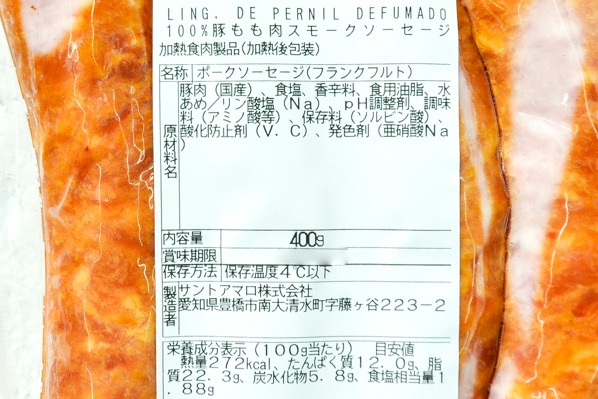 LING. DE PERNIL DEFUMADO
100%豚もも肉スモークソーセージ
加熱食肉製品(加熱後包装)
名称 ポークソーセージ(フランクフルト)
原材料名 豚肉(国産)、食塩、香辛料、食用油脂、水
あめ/リン酸塩(Na)、pH調整剤、調味
料(アミノ酸等)、保存料(ソルビン酸)、
酸化防止剤(V.C)、発色剤(亜硝酸Na
)
内容量 400g
賞味期限
保存方法 保存温度4℃以下
製造者 サントアマロ株式会社
愛知県豊橋市南大清水町字藤ヶ谷223-2
栄養成分表示(100g当たり) 目安値
熱量272kcal、たんぱく質12.0g、脂
質22.3g、炭水化物5.8g、食塩相当量1
.88g